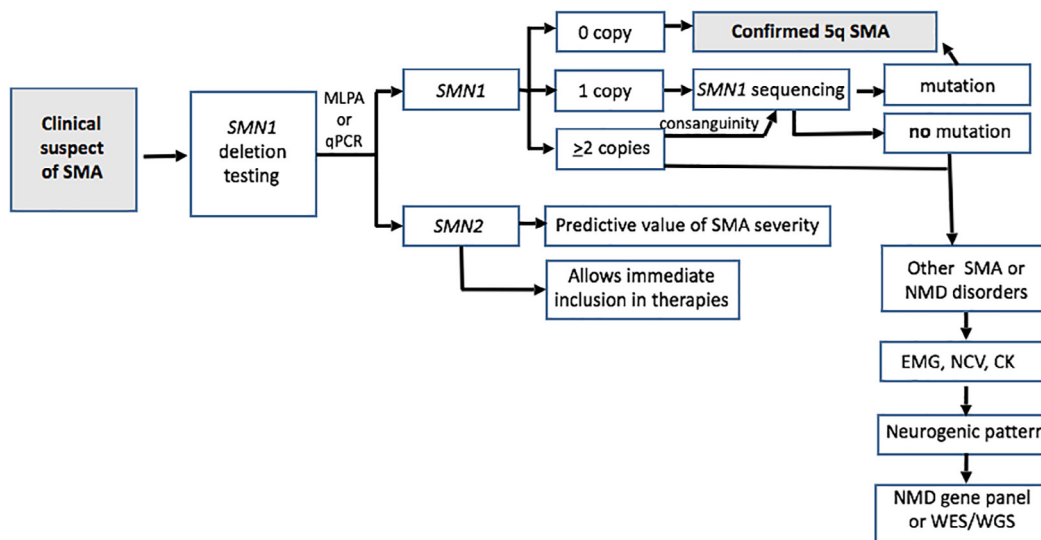 Clinical
suspect
of SMA
SMN1
deletion
testing
MLPA
or
qPCR
SMN1
0 copy
Confirmed 5q SMA
1 copy
SMN1 sequencing
mutation
consanguinity
≥2 copies
no mutation
SMN2
Predictive value of SMA severity
Allows immediate
inclusion in therapies
Other SMA or
NMD disorders
EMG, NCV, CK
Neurogenic pattern
NMD gene panel
or WES/WGS